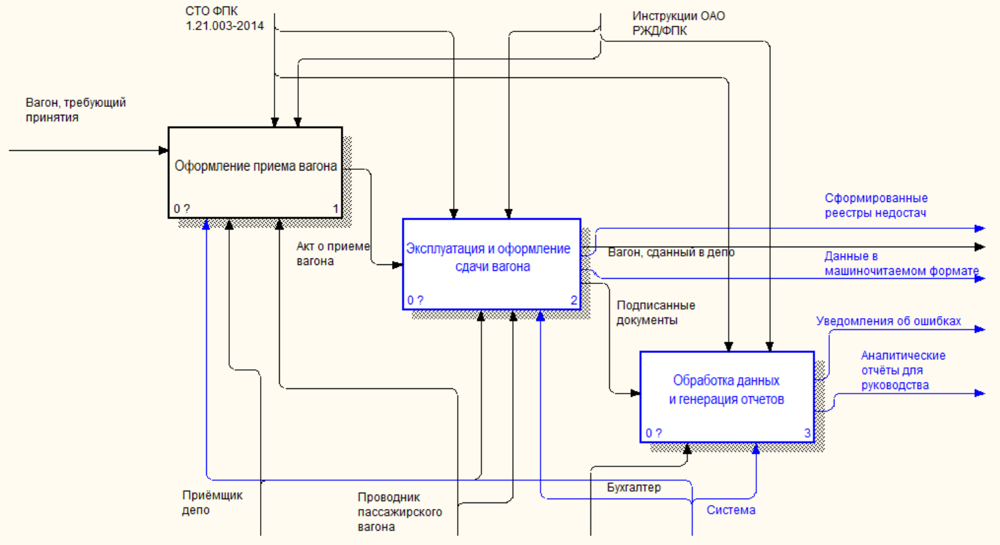 СТО ФПК
1.21.003-2014
Инструкции ОАО
РЖД/ФПК
Вагон, требующий
принятия
Оформление приема вагона
0 ?
1
Акт о приеме
вагона
Эксплуатация и оформление
сдачи вагона
0 ?
2
Сформированные
реестры недостач
Вагон, сданный в депо
Данные в
машиночитаемом формате
Подписанные
документы
Уведомления об ошибках
Аналитические
отчёты для
руководства
Обработка данных
и генерация отчетов
0 ?
3
Приёмщик
депо
Проводник
пассажирского
вагона
Бухгалтер
Система